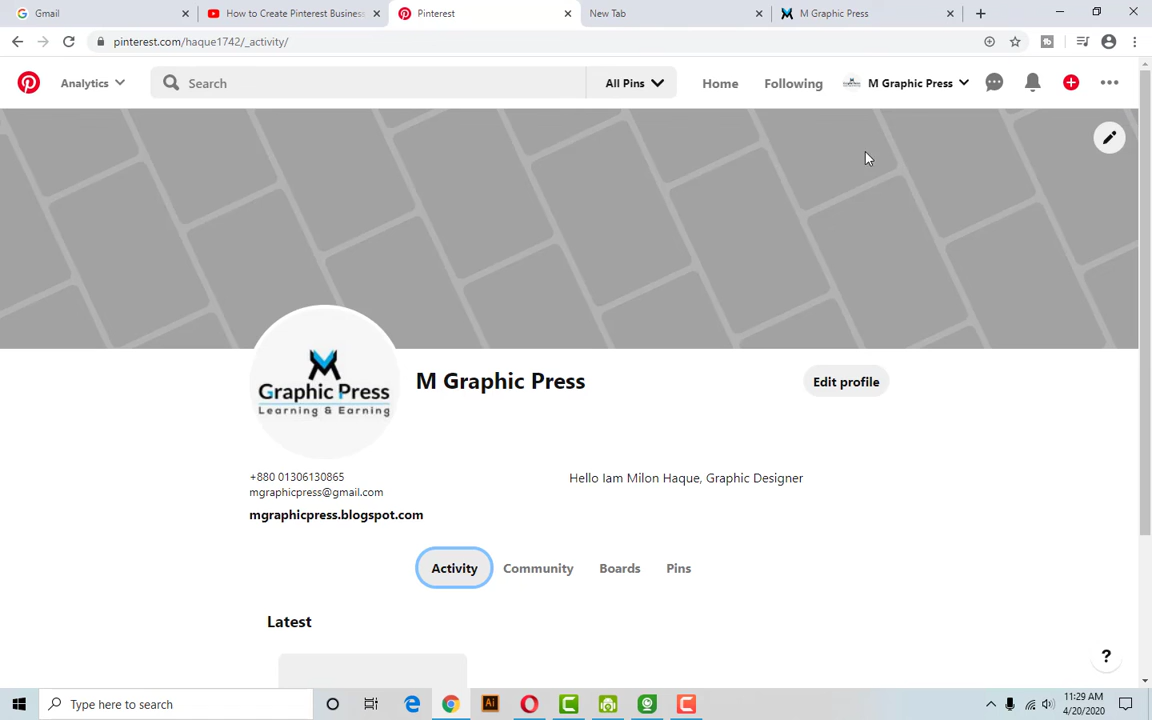 Gmail
How to Create Pinterest Business
Pinterest
New Tab
M Graphic Press
pinterest.com/haque1742/_activity/
Analytics
Search
All Pins
Home
Following
M Graphic Press
M Graphic Press
Edit profile
Graphic Press
Learning & Earning
+880 01306130865
mgraphicpress@gmail.com
Hello Iam Milon Haque, Graphic Designer
mgraphicpress.blogspot.com
Activity
Community
Boards
Pins
Latest
?
Type here to search
Ai
11:29 AM
4/20/2020